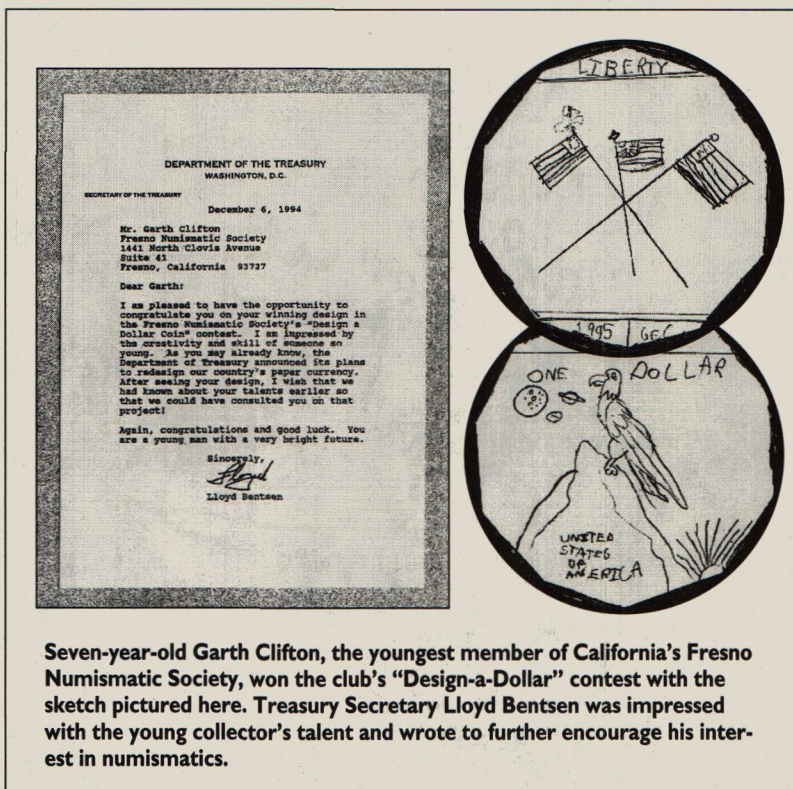 DEPARTMENT OF THE TREASURY
WASHINGTON, D.C.
SECRETARY OF THE TREASURY
December 6, 1994
Mr. Garth Clifton
Fresno Numismatic Society
1441 North Clovis Avenue
Suite 41
Fresno, California 93727
Dear Garth:
I am pleased to have the opportunity to
congratulate you on your winning design in
the Fresno Numismatic Society's "Design a
Dollar Coin" contest. I am impressed by
the creativity and skill of someone so
young. As you may already know, the
Department of Treasury announced its plans
to redesign our country's paper currency.
After seeing your design, I wish that we
had known about your talents earlier so
that we could have consulted you on that
project!
Again, congratulations and good luck. You
are a young man with a very bright future.
Sincerely,
Lloyd
Lloyd Bentsen
LIBERTY
1995 GEC
ONE DOLLAR
UNITED
STATES
OF
AMERICA
Seven-year-old Garth Clifton, the youngest member of California's Fresno
Numismatic Society, won the club's “Design-a-Dollar” contest with the
sketch pictured here. Treasury Secretary Lloyd Bentsen was impressed
with the young collector's talent and wrote to further encourage his inter-
est in numismatics.